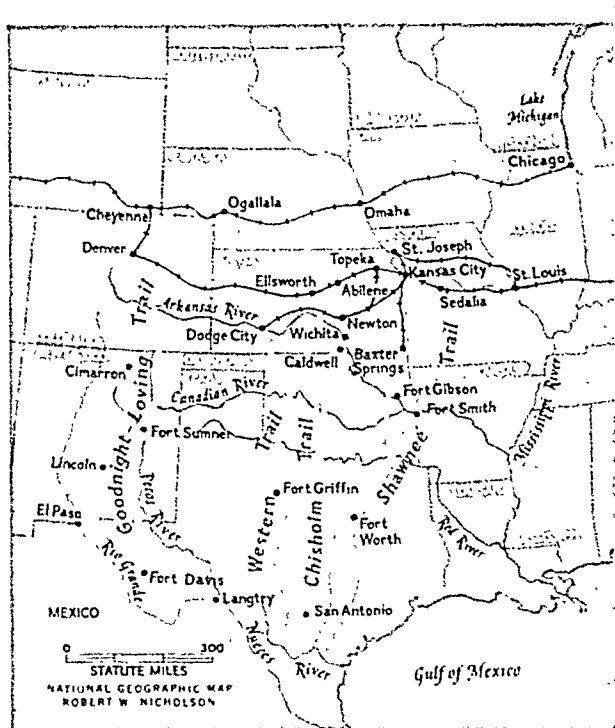 Lake
Michigan
Chicago
Cheyenne
Ogallala
Omaha
Denver
St. Joseph
Topeka
Kansas City
St. Louis
Ellsworth
Abilene
Sedalia
Trail
Arkansas River
Dodge City
Wichita
Newton
Caldwell
Baxter
Springs
Trail
Cimarron
Canadian River
Fort Gibson
Fort Smith
Mississippi River
Goodnight-Loving
Fort Sumner
Trail
Trail
Shawnee
Lincoln
Pecos River
El Paso
Fort Griffin
Western
Chisholm
Fort
Worth
Red River
Rio Grande
Fort Davis
Langtry
San Antonio
MEXICO
Nueces River
Gulf of Mexico
0 300
STATUTE MILES
NATIONAL GEOGRAPHIC MAP
ROBERT W. NICHOLSON